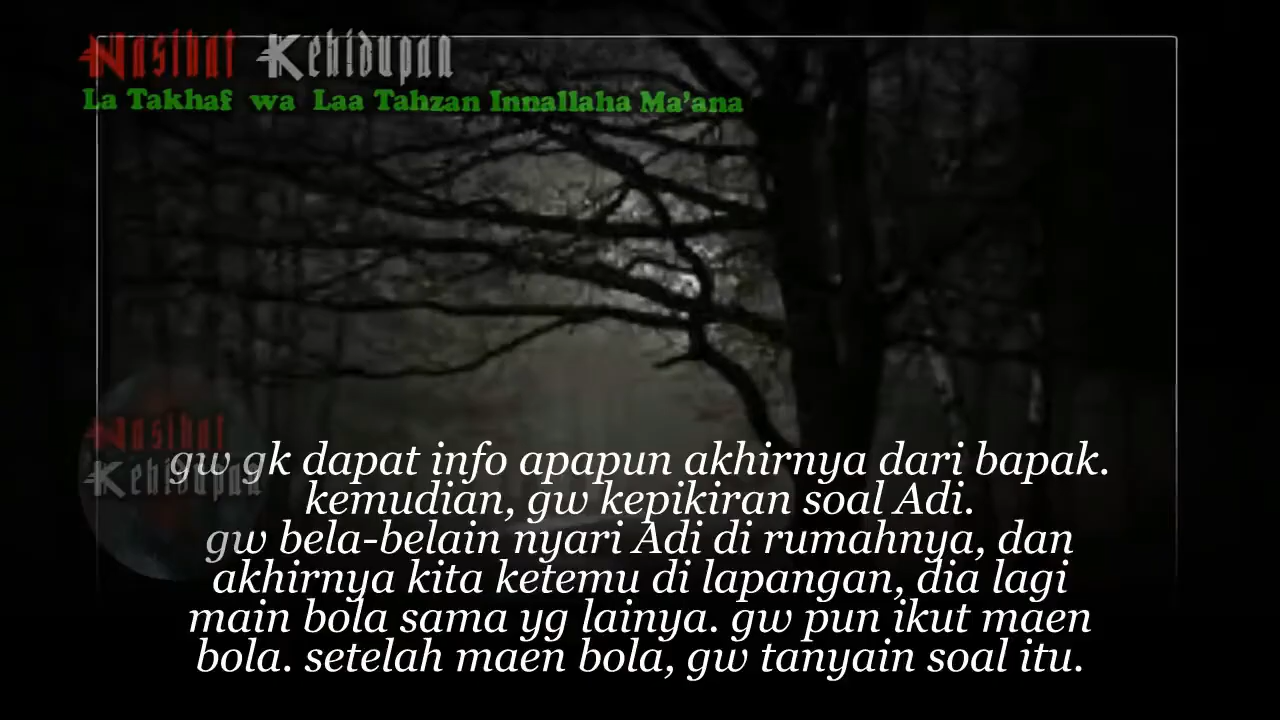 Nasihat Kehidupan
La Takhaf wa Laa Tahzan Innallaha Ma'ana
Nasihat
Kehidupan
gw gk dapat info apapun akhirnya dari bapak.
kemudian, gw kepikiran soal Adi.
gw bela-belain nyari Adi di rumahnya, dan
akhirnya kita ketemu di lapangan, dia lagi
main bola sama yg lainya. gw pun ikut maen
bola. setelah maen bola, gw tanyain soal itu.